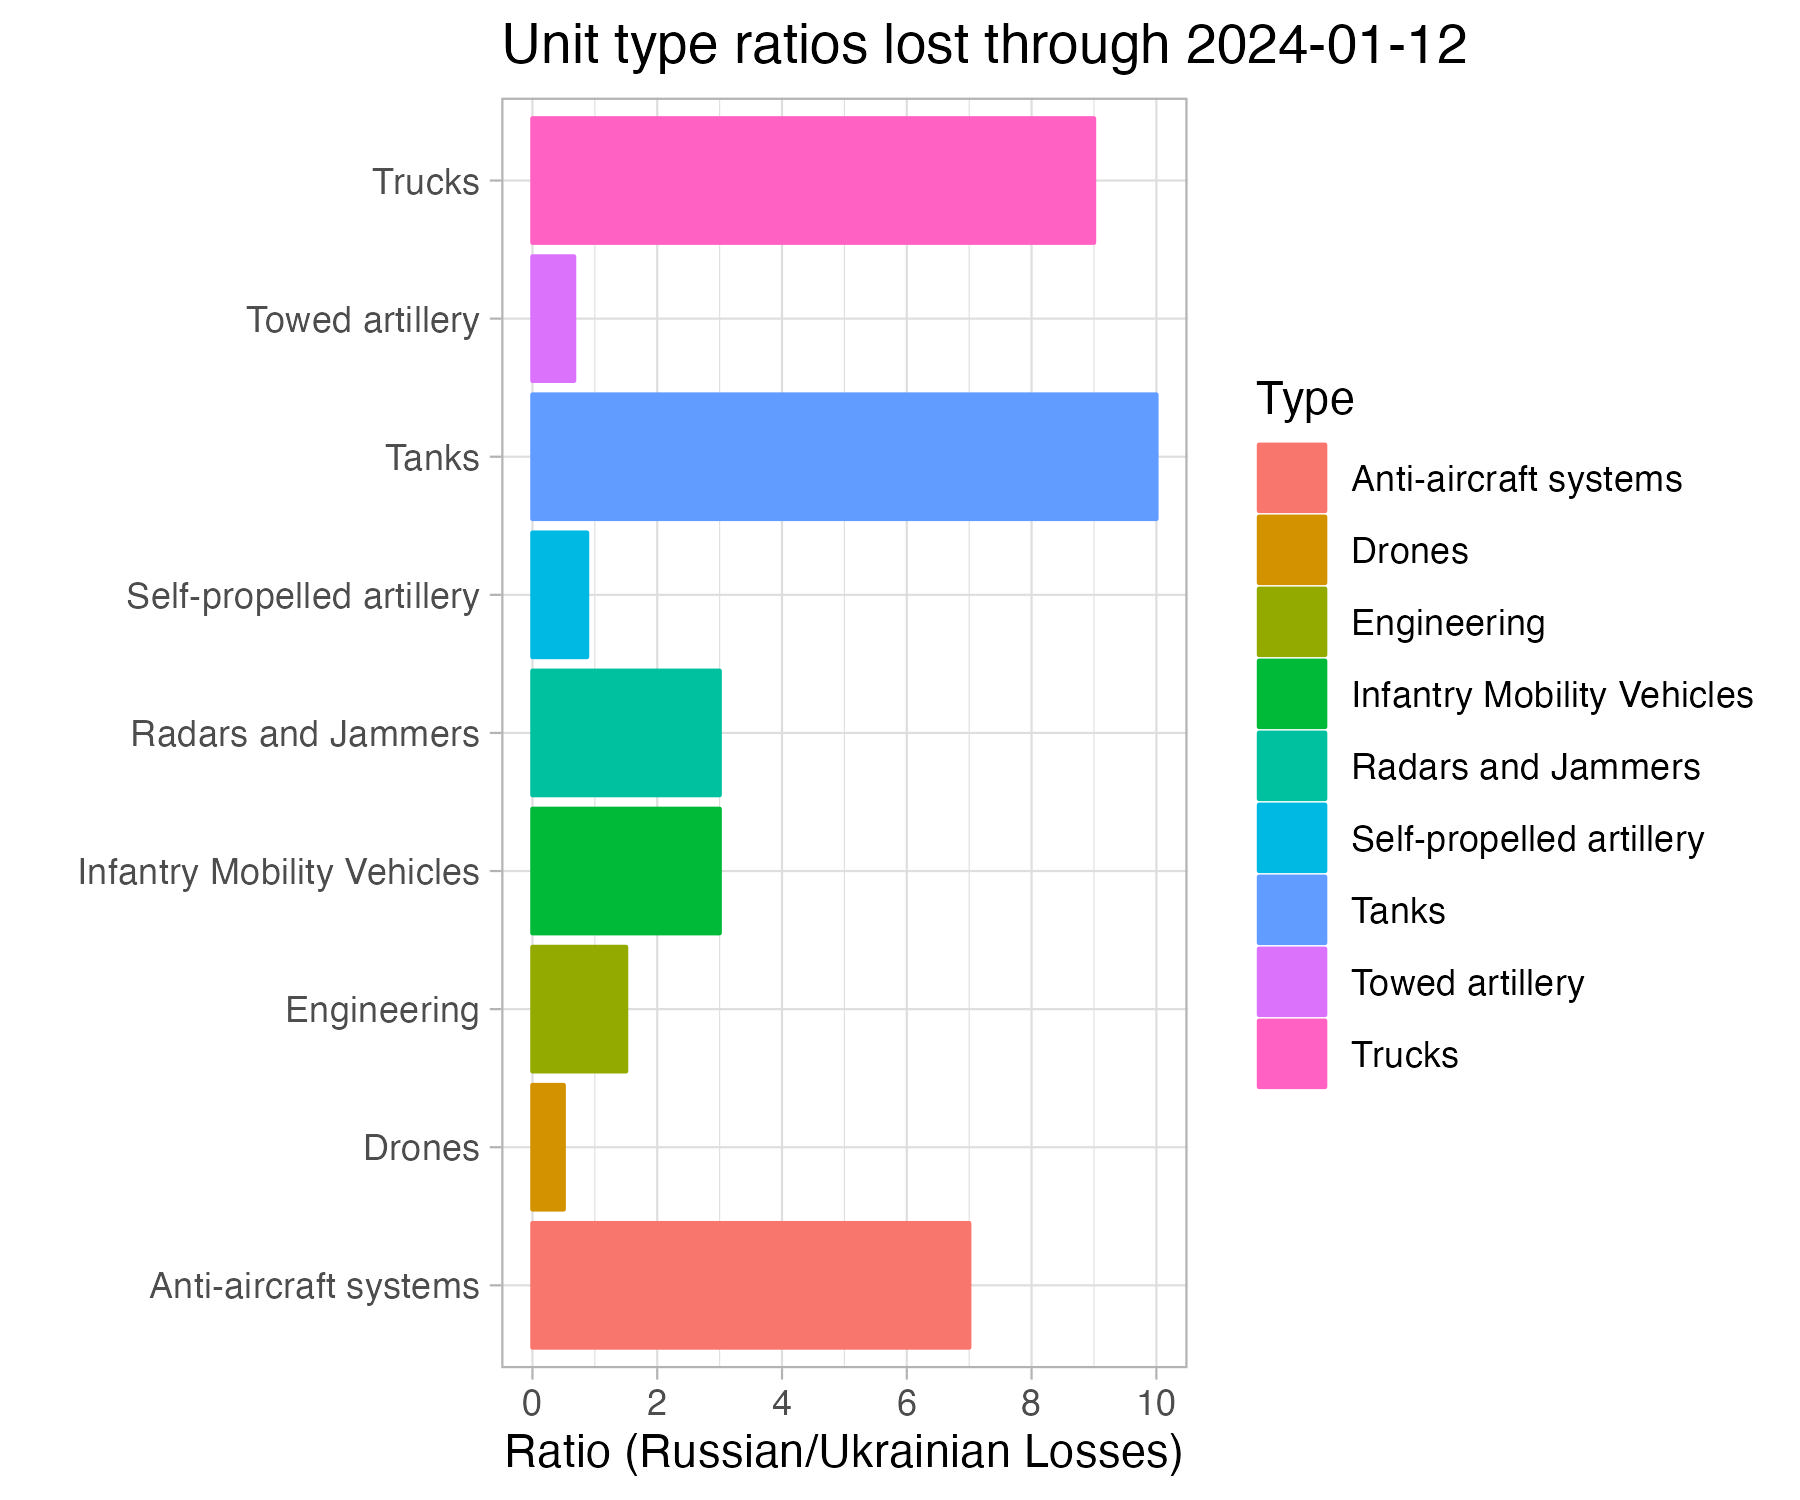 Unit type ratios lost through 2024-01-12
Trucks
Towed artillery
Tanks
Self-propelled artillery
Radars and Jammers
Infantry Mobility Vehicles
Engineering
Drones
Anti-aircraft systems
0 2 4 6 8 10
Ratio (Russian/Ukrainian Losses)
Type
Anti-aircraft systems
Drones
Engineering
Infantry Mobility Vehicles
Radars and Jammers
Self-propelled artillery
Tanks
Towed artillery
Trucks